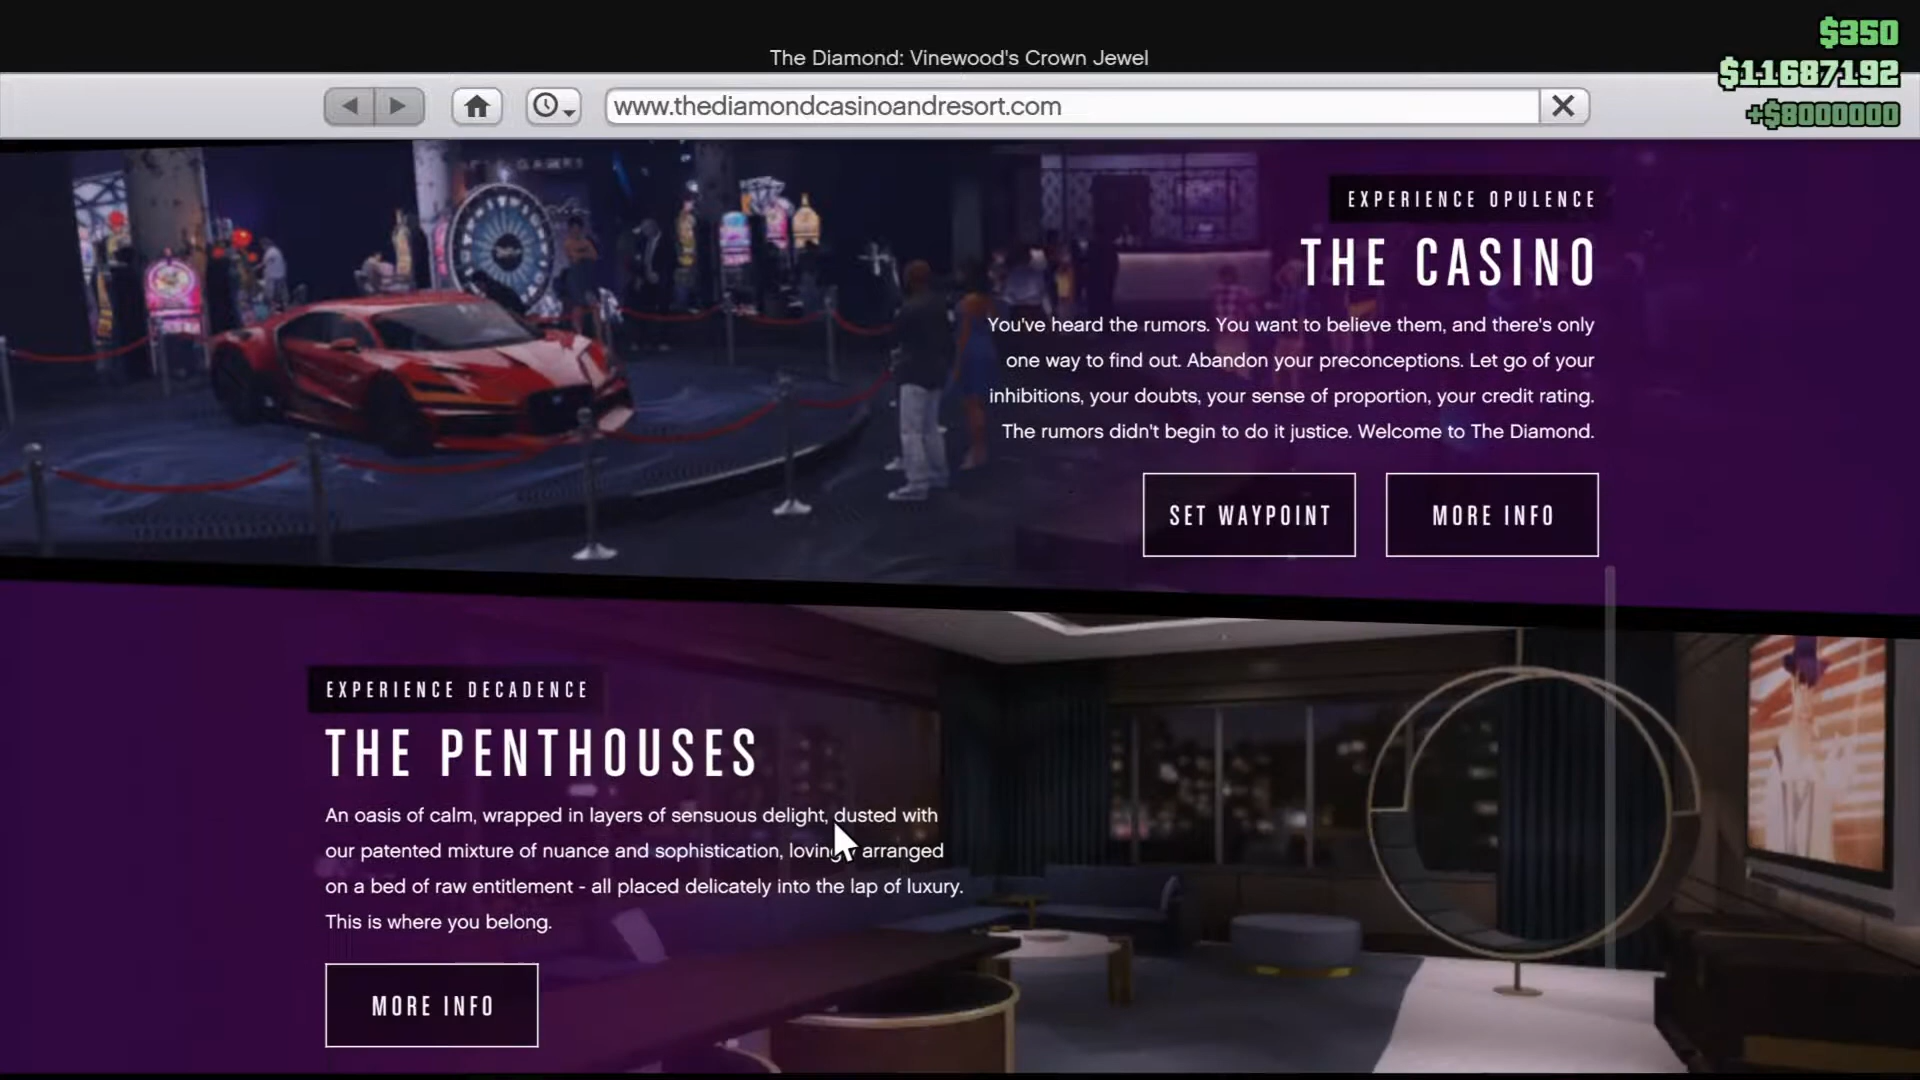 $350
The Diamond: Vinewood's Crown Jewel
$11687192
www.thediamondcasinoandresort.com
+$8000000
EXPERIENCE OPULENCE
THE CASINO
You've heard the rumors. You want to believe them, and there's only
one way to find out. Abandon your preconceptions. Let go of your
inhibitions, your doubts, your sense of proportion, your credit rating.
The rumors didn't begin to do it justice. Welcome to The Diamond.
SET WAYPOINT
MORE INFO
EXPERIENCE DECADENCE
THE PENTHOUSES
An oasis of calm, wrapped in layers of sensuous delight, dusted with
our patented mixture of nuance and sophistication, lovingly arranged
on a bed of raw entitlement - all placed delicately into the lap of luxury.
This is where you belong.
MORE INFO